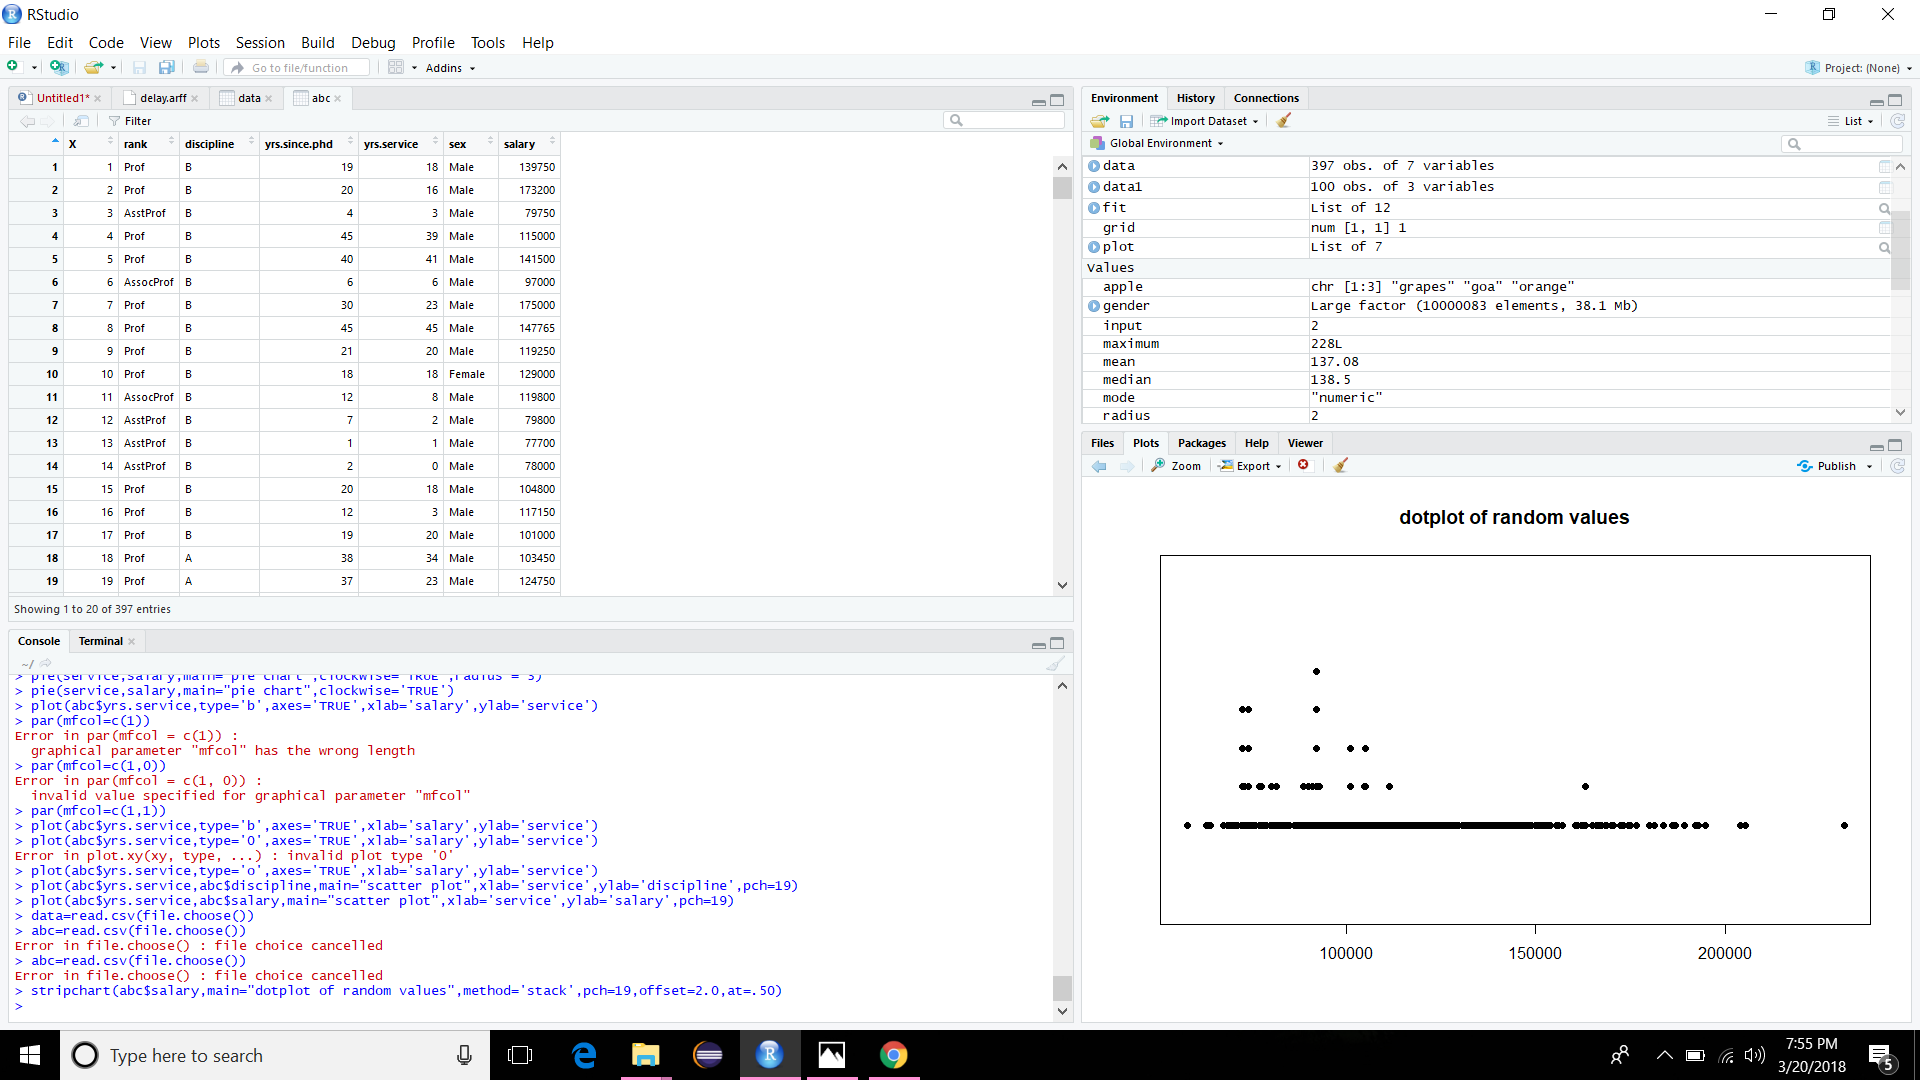 RStudio
File Edit Code View Plots Session Build Debug Profile Tools Help
Go to file/function Addins Project: (None)
Untitled1* delay.arff data abc
Filter
X rank discipline yrs.since.phd yrs.service sex salary
1 1 Prof B 19 18 Male 139750
2 2 Prof B 20 16 Male 173200
3 3 AsstProf B 4 3 Male 79750
4 4 Prof B 45 39 Male 115000
5 5 Prof B 40 41 Male 141500
6 6 AssocProf B 6 6 Male 97000
7 7 Prof B 30 23 Male 175000
8 8 Prof B 45 45 Male 147765
9 9 Prof B 21 20 Male 119250
10 10 Prof B 18 18 Female 129000
11 11 AssocProf B 12 8 Male 119800
12 12 AsstProf B 7 2 Male 79800
13 13 AsstProf B 1 1 Male 77700
14 14 AsstProf B 2 0 Male 78000
15 15 Prof B 20 18 Male 104800
16 16 Prof B 12 3 Male 117150
17 17 Prof B 19 20 Male 101000
18 18 Prof A 38 34 Male 103450
19 19 Prof A 37 23 Male 124750
Showing 1 to 20 of 397 entries
Console Terminal
~/
> pie(service,salary,main="pie chart",clockwise='TRUE',radius = 3)
> pie(service,salary,main="pie chart",clockwise='TRUE')
> plot(abc$yrs.service,type='b',axes='TRUE',xlab='salary',ylab='service')
> par(mfcol=c(1))
Error in par(mfcol = c(1)) :
graphical parameter "mfcol" has the wrong length
> par(mfcol=c(1,0))
Error in par(mfcol = c(1, 0)) :
invalid value specified for graphical parameter "mfcol"
> par(mfcol=c(1,1))
> plot(abc$yrs.service,type='b',axes='TRUE',xlab='salary',ylab='service')
> plot(abc$yrs.service,type='0',axes='TRUE',xlab='salary',ylab='service')
Error in plot.xy(xy, type, ...) : invalid plot type '0'
> plot(abc$yrs.service,type='o',axes='TRUE',xlab='salary',ylab='service')
> plot(abc$yrs.service,abc$discipline,main="scatter plot",xlab='service',ylab='discipline',pch=19)
> plot(abc$yrs.service,abc$salary,main="scatter plot",xlab='service',ylab='salary',pch=19)
> data=read.csv(file.choose())
> abc=read.csv(file.choose())
Error in file.choose() : file choice cancelled
> abc=read.csv(file.choose())
Error in file.choose() : file choice cancelled
> stripchart(abc$salary,main="dotplot of random values",method='stack',pch=19,offset=2.0,at=.50)
>
Environment History Connections
Import Dataset List
Global Environment
data 397 obs. of 7 variables
data1 100 obs. of 3 variables
fit List of 12
grid num [1, 1] 1
plot List of 7
Values
apple chr [1:3] "grapes" "goa" "orange"
gender Large factor (10000083 elements, 38.1 Mb)
input 2
maximum 228L
mean 137.08
median 138.5
mode "numeric"
radius 2
Files Plots Packages Help Viewer
Zoom Export Publish
dotplot of random values
100000 150000 200000
Type here to search
7:55 PM
3/20/2018
5